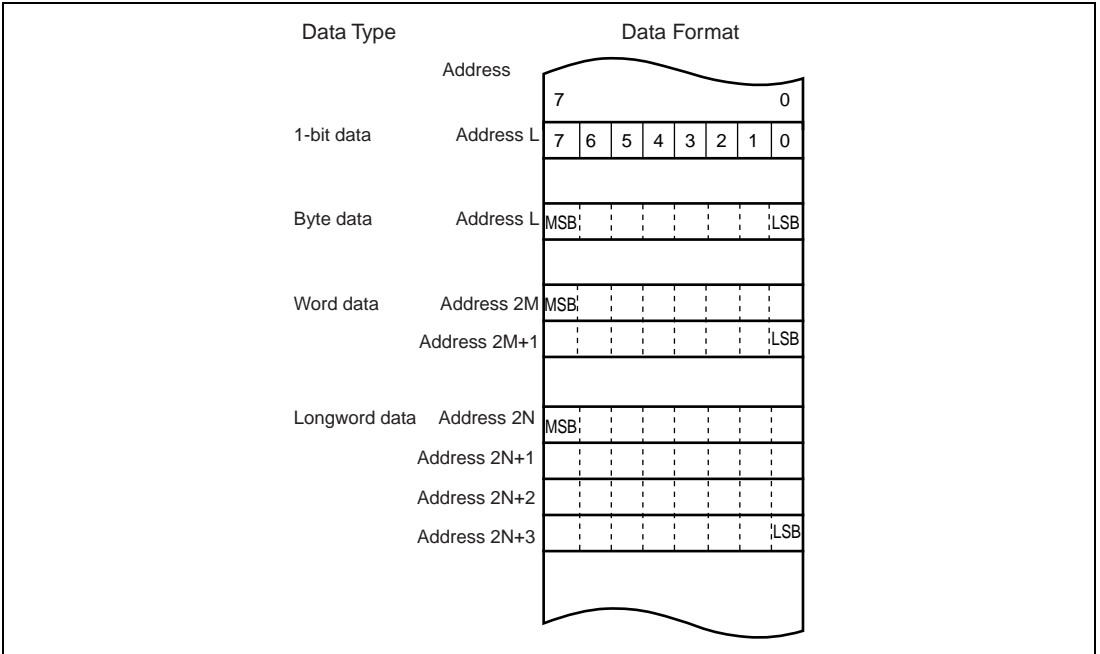 Data Type Data Format
Address
7 0
1-bit data Address L 7 6 5 4 3 2 1 0
Byte data Address L MSB LSB
Word data Address 2M MSB
Address 2M+1 LSB
Longword data Address 2N MSB
Address 2N+1
Address 2N+2
Address 2N+3 LSB